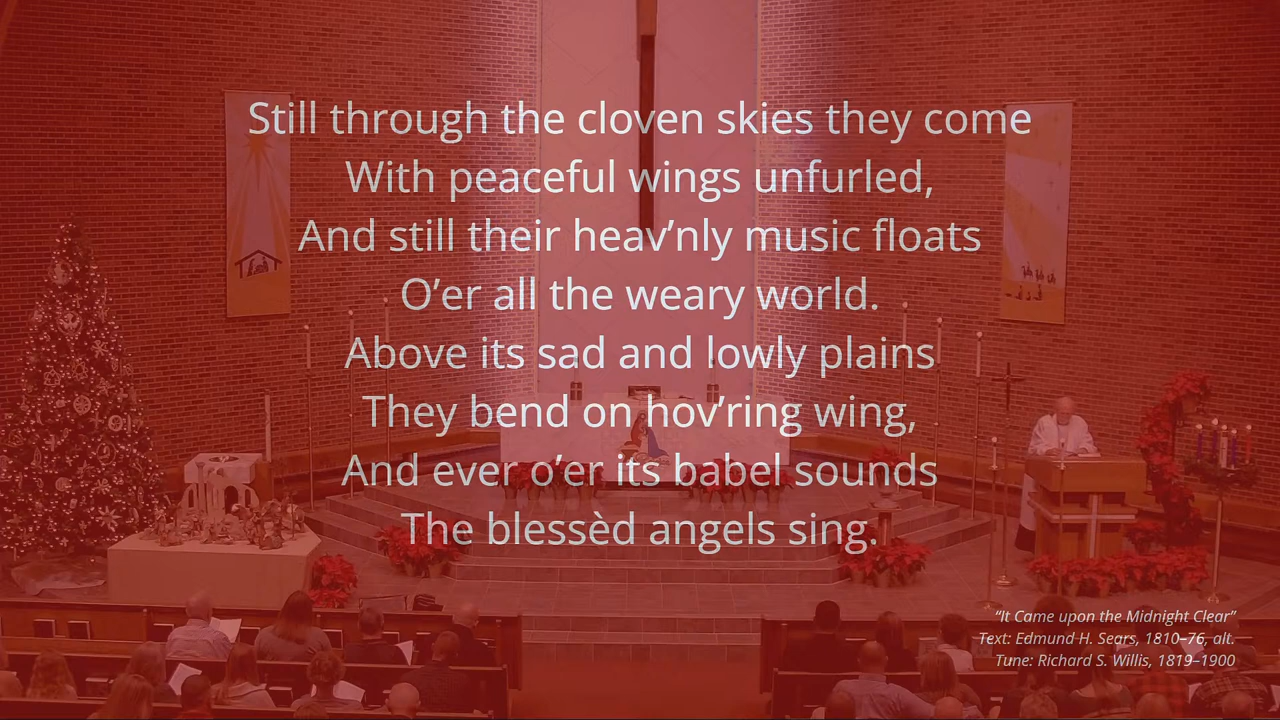 Still through the cloven skies they come
With peaceful wings unfurled,
And still their heav’nly music floats
O’er all the weary world.
Above its sad and lowly plains
They bend on hov’ring wing,
And ever o’er its babel sounds
The blessèd angels sing.
“It Came upon the Midnight Clear”
Text: Edmund H. Sears, 1810–76, alt.
Tune: Richard S. Willis, 1819–1900